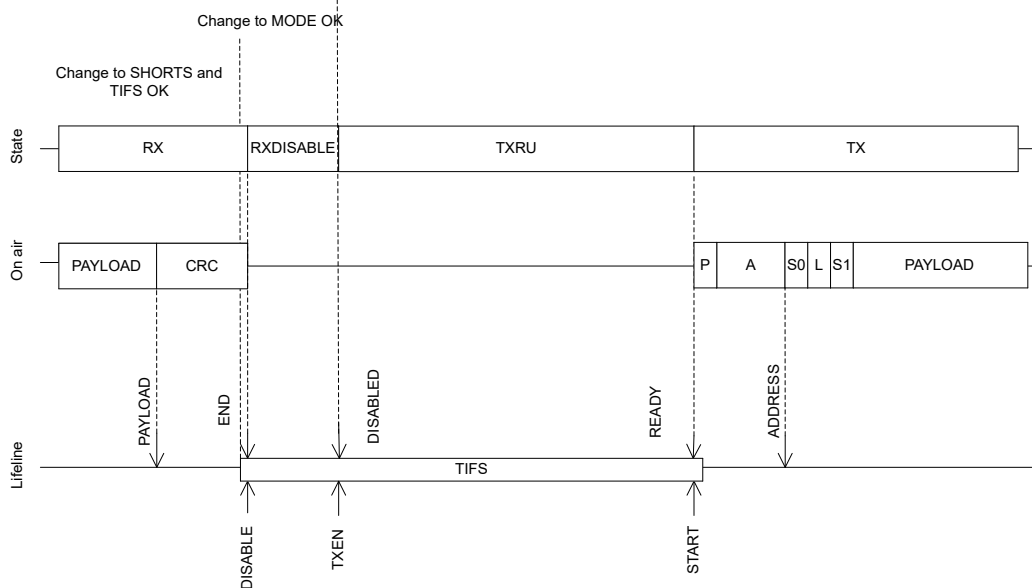 Change to MODE OK
Change to SHORTS and
TIFS OK
State
RX
RXDISABLE
TXRU
TX
On air
PAYLOAD
CRC
P
A
S0
L
S1
PAYLOAD
PAYLOAD
END
DISABLED
READY
ADDRESS
Lifeline
TIFS
DISABLE
TXEN
START